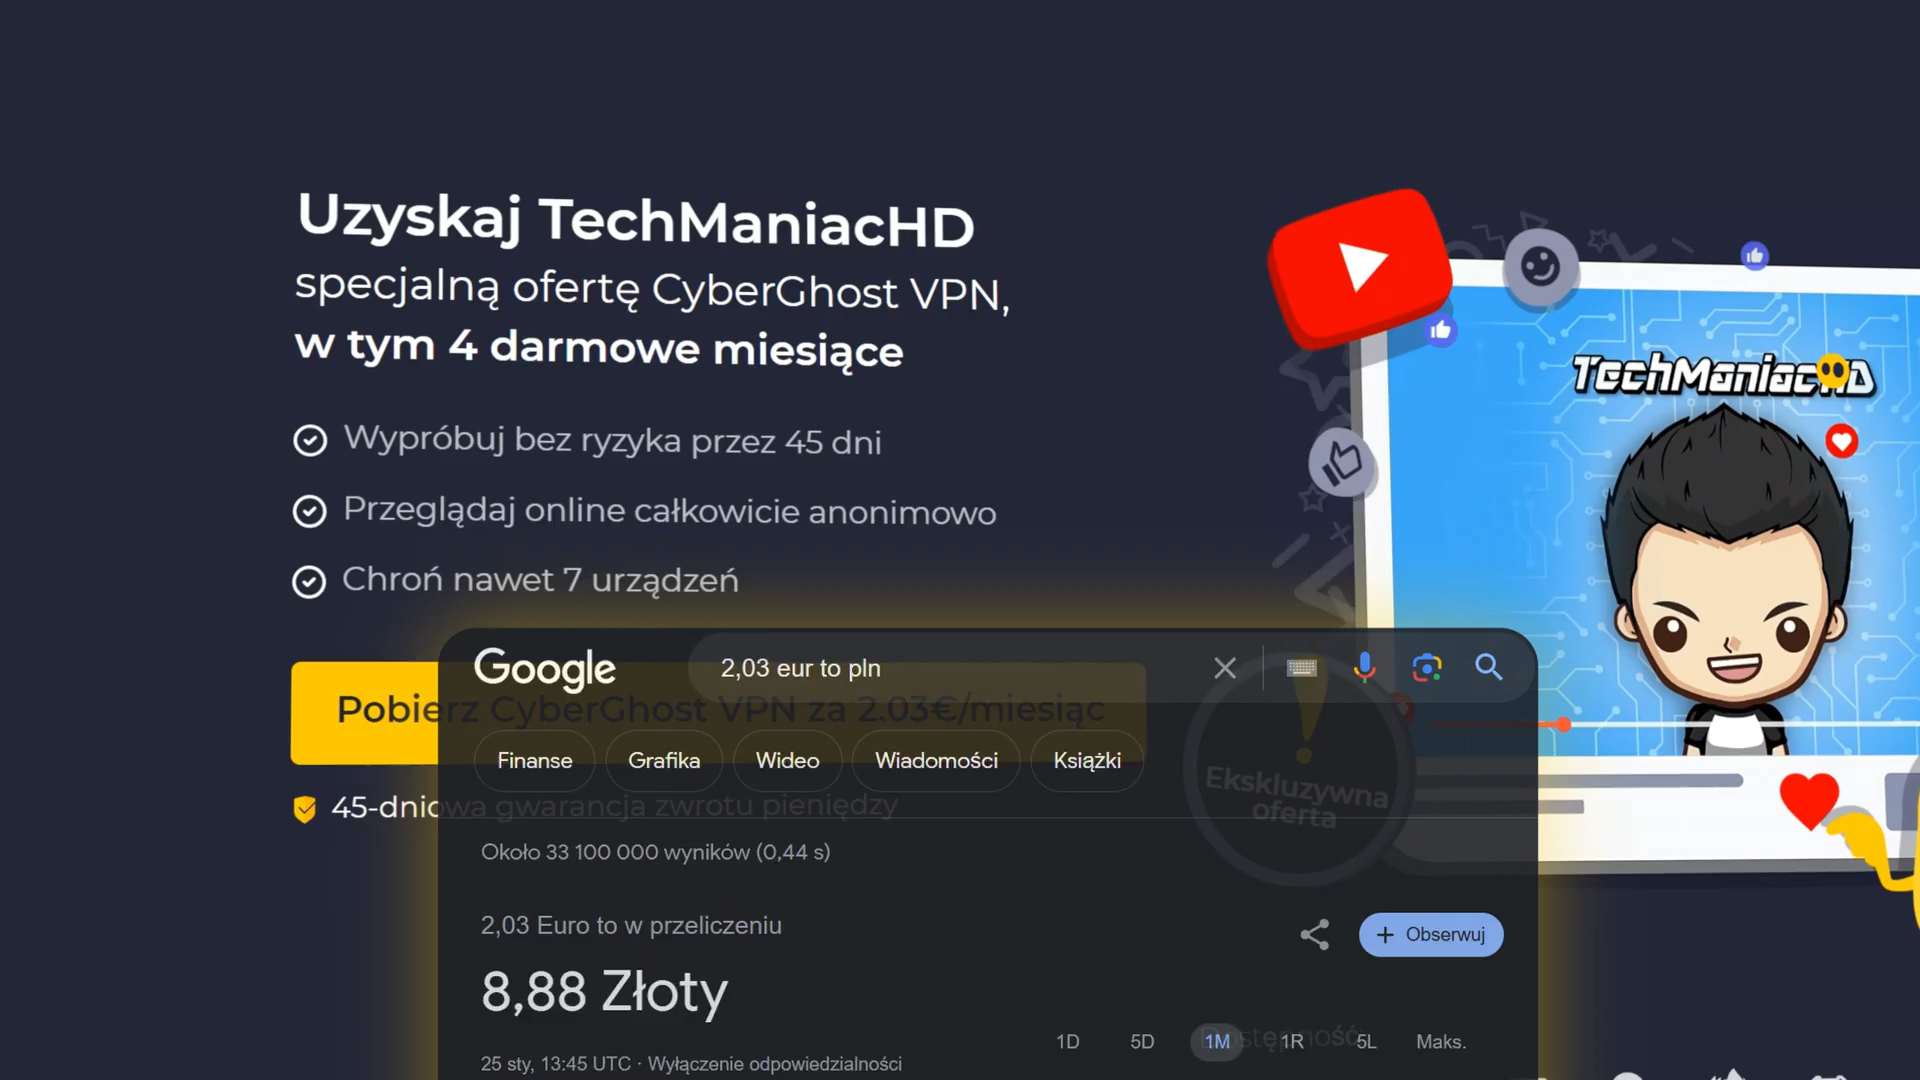 Uzyskaj TechManiacHD
specjalną ofertę CyberGhost VPN,
w tym 4 darmowe miesiące
Wypróbuj bez ryzyka przez 45 dni
Przeglądaj online całkowicie anonimowo
Chroń nawet 7 urządzeń
Pobierz CyberGhost VPN za 2.03€/miesiąc
45-dniowa gwarancja zwrotu pieniędzy
TechManiacHD
Ekskluzywna
oferta
Google
2,03 eur to pln
Finanse Grafika Wideo Wiadomości Książki
Około 33 100 000 wyników (0,44 s)
2,03 Euro to w przeliczeniu
Obserwuj
8,88 Złoty
Dostępność
1D 5D 1M 1R 5L Maks.
25 sty, 13:45 UTC · Wyłączenie odpowiedzialności